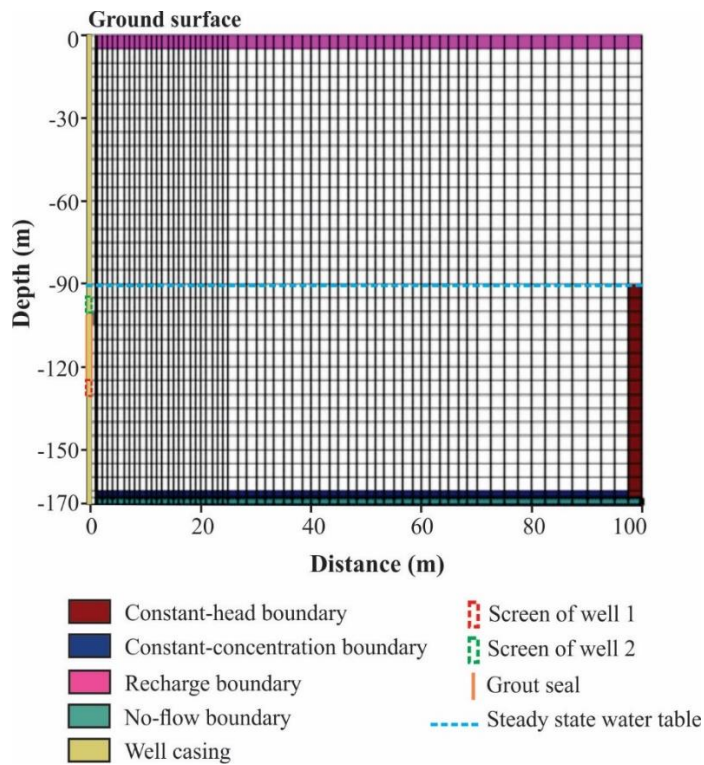 Ground surface
0
-30
-60
-90
-120
-150
-170
Depth (m)
0 20 40 60 80 100
Distance (m)
Constant-head boundary
Constant-concentration boundary
Recharge boundary
No-flow boundary
Well casing
Screen of well 1
Screen of well 2
Grout seal
Steady state water table